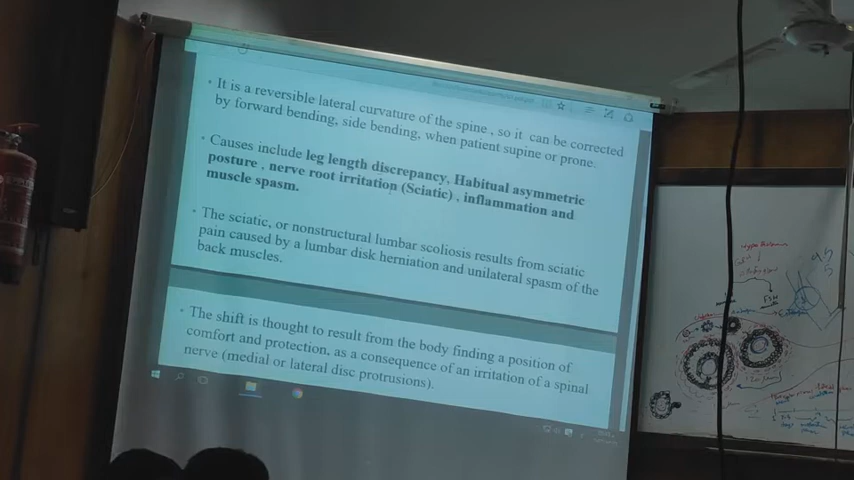 • It is a reversible lateral curvature of the spine , so it can be corrected
by forward bending, side bending, when patient supine or prone.
• Causes include leg length discrepancy, Habitual asymmetric
posture , nerve root irritation (Sciatic) , inflammation and
muscle spasm.
• The sciatic, or nonstructural lumbar scoliosis results from sciatic
pain caused by a lumbar disk herniation and unilateral spasm of the
back muscles.
• The shift is thought to result from the body finding a position of
comfort and protection, as a consequence of an irritation of a spinal
nerve (medial or lateral disc protrusions).
FSH